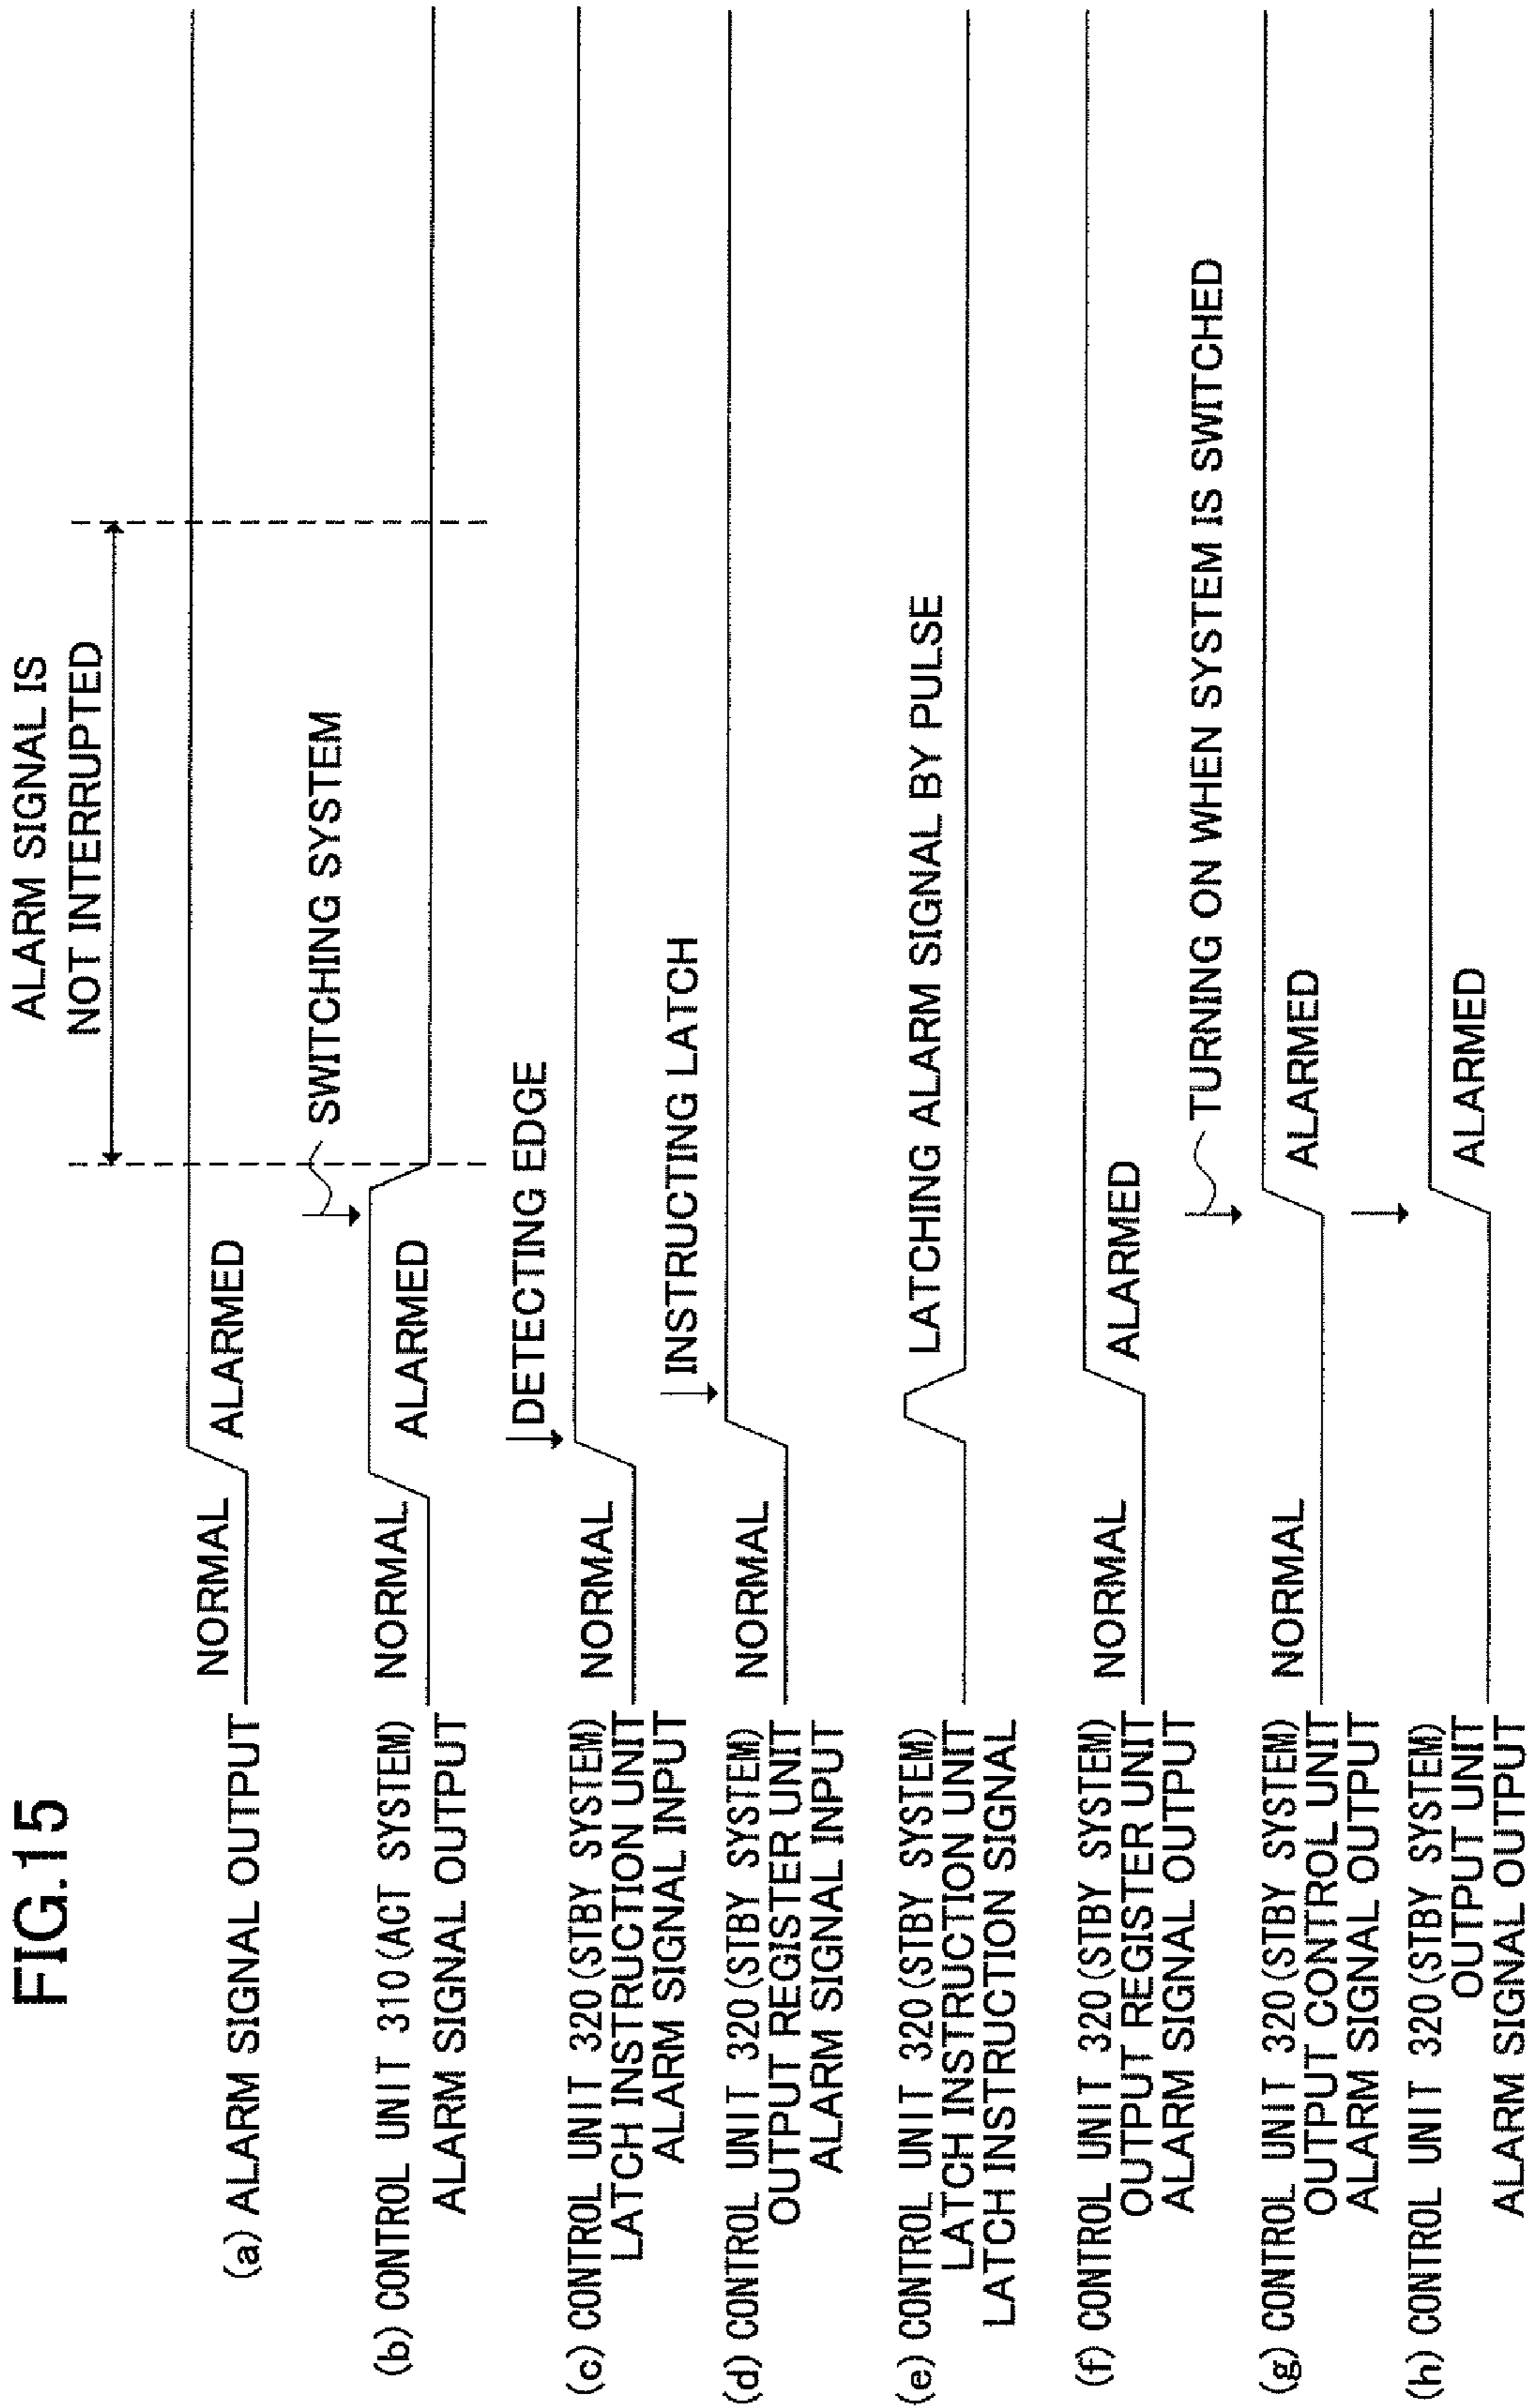 FIG.15
ALARM SIGNAL IS
NOT INTERRUPTED
(a) ALARM SIGNAL OUTPUT
NORMAL
ALARMED
SWITCHING SYSTEM
(b) CONTROL UNIT 310(ACT SYSTEM)
ALARM SIGNAL OUTPUT
NORMAL
ALARMED
DETECTING EDGE
(c) CONTROL UNIT 320(STBY SYSTEM)
LATCH INSTRUCTION UNIT
ALARM SIGNAL INPUT
NORMAL
INSTRUCTING LATCH
(d) CONTROL UNIT 320(STBY SYSTEM)
OUTPUT REGISTER UNIT
ALARM SIGNAL INPUT
NORMAL
(e) CONTROL UNIT 320(STBY SYSTEM)
LATCH INSTRUCTION UNIT
LATCH INSTRUCTION SIGNAL
LATCHING ALARM SIGNAL BY PULSE
(f) CONTROL UNIT 320(STBY SYSTEM)
OUTPUT REGISTER UNIT
ALARM SIGNAL OUTPUT
NORMAL
ALARMED
TURNING ON WHEN SYSTEM IS SWITCHED
(g) CONTROL UNIT 320(STBY SYSTEM)
OUTPUT CONTROL UNIT
ALARM SIGNAL OUTPUT
NORMAL
ALARMED
(h) CONTROL UNIT 320(STBY SYSTEM)
OUTPUT UNIT
ALARM SIGNAL OUTPUT
ALARMED